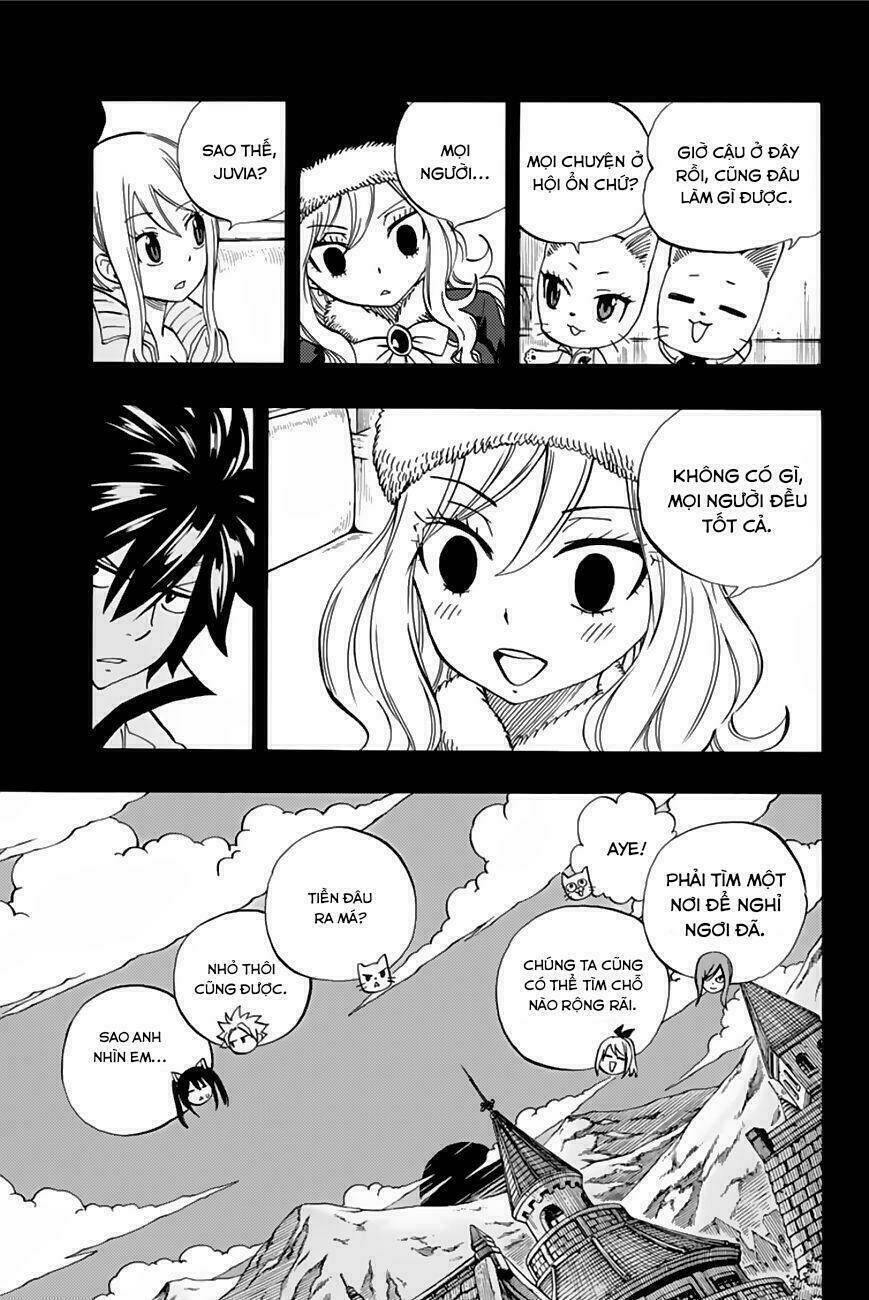 GIỜ CẬU Ở ĐÂY
RỒI, CŨNG ĐÂU
LÀM GÌ ĐƯỢC.
MỌI CHUYỆN Ở
HỘI ỔN CHỨ?
MỌI
NGƯỜI...
SAO THẾ,
JUVIA?
KHÔNG CÓ GÌ,
MỌI NGƯỜI ĐỀU
TỐT CẢ.
PHẢI TÌM MỘT
NƠI ĐỂ NGHỈ
NGƠI ĐÃ.
AYE!
CHÚNG TA CŨNG
CÓ THỂ TÌM CHỖ
NÀO RỘNG RÃI.
TIỀN ĐÂU
RA MÁ?
NHỎ THÔI
CŨNG ĐƯỢC.
SAO ANH
NHÌN EM...